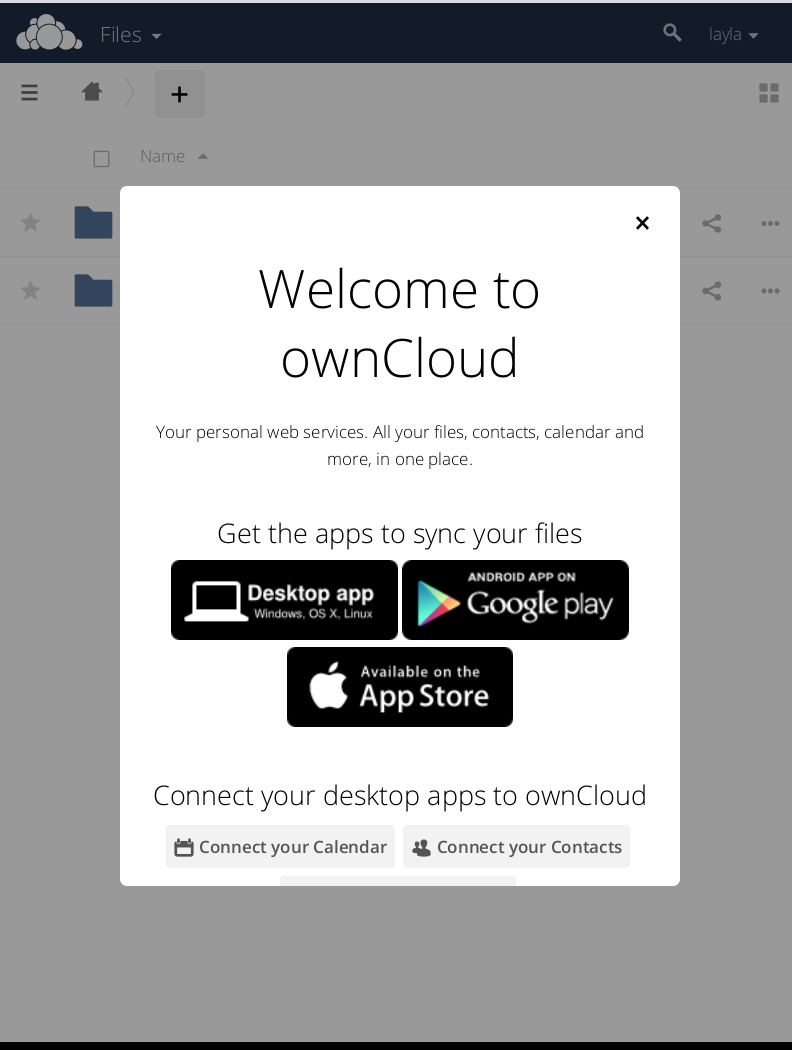 Files
layla
Name
Welcome to
ownCloud
Your personal web services. All your files, contacts, calendar and
more, in one place.
Get the apps to sync your files
Desktop app
Windows, OS X, Linux
ANDROID APP ON
Google play
Available on the
App Store
Connect your desktop apps to ownCloud
Connect your Calendar
Connect your Contacts